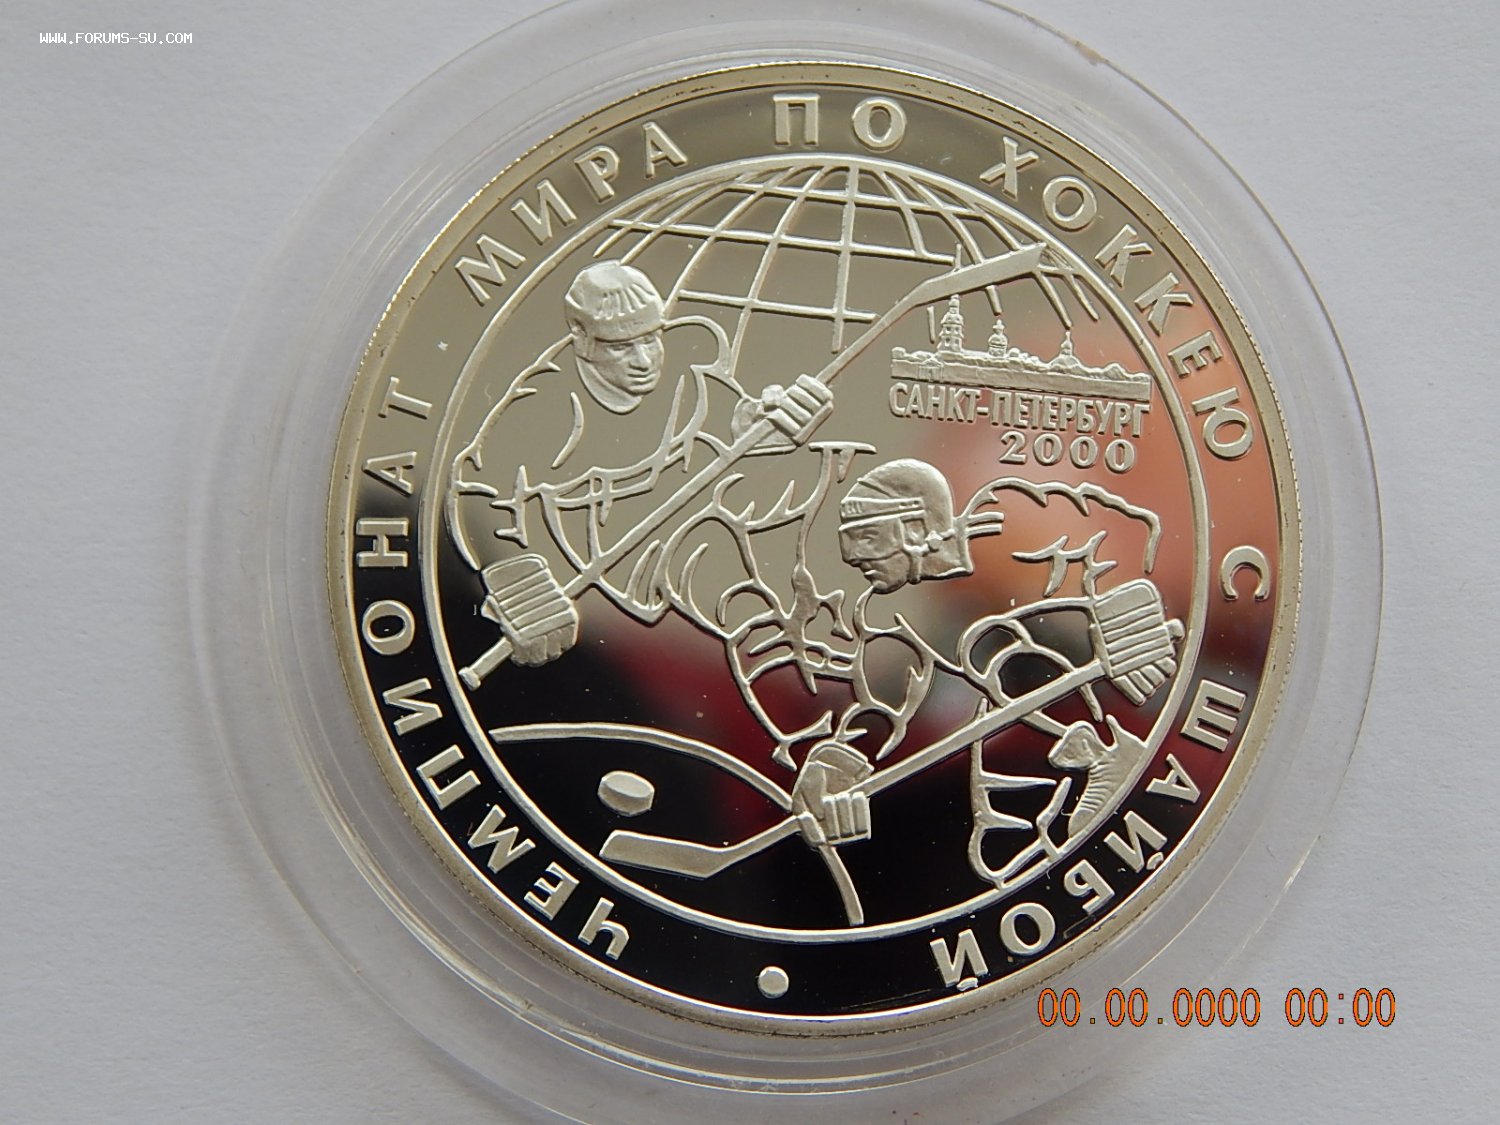 WWW.FORUMS-SU.COM
ЧЕМПИОНАТ МИРА ПО ХОККЕЮ С ШАЙБОЙ
САНКТ-ПЕТЕРБУРГ
2000
00.00.0000 00:00